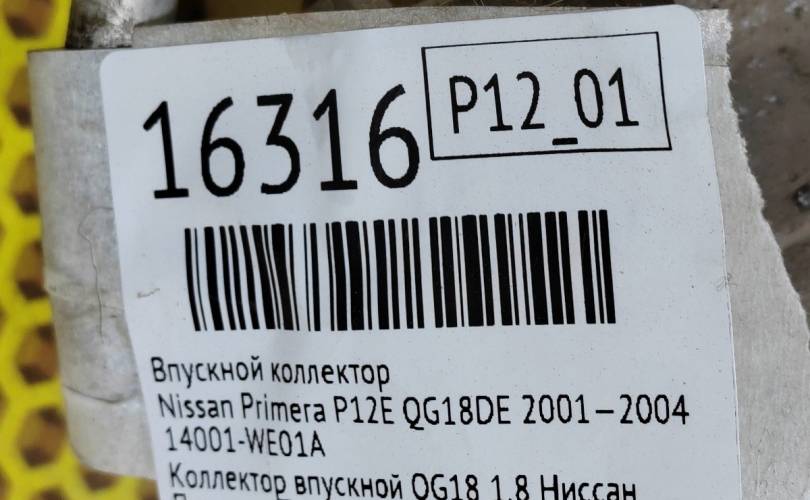 16316
P12_01
Впускной коллектор
Nissan Primera P12E QG18DE 2001–2004
14001-WE01A
Коллектор впускной QG18 1.8 Ниссан